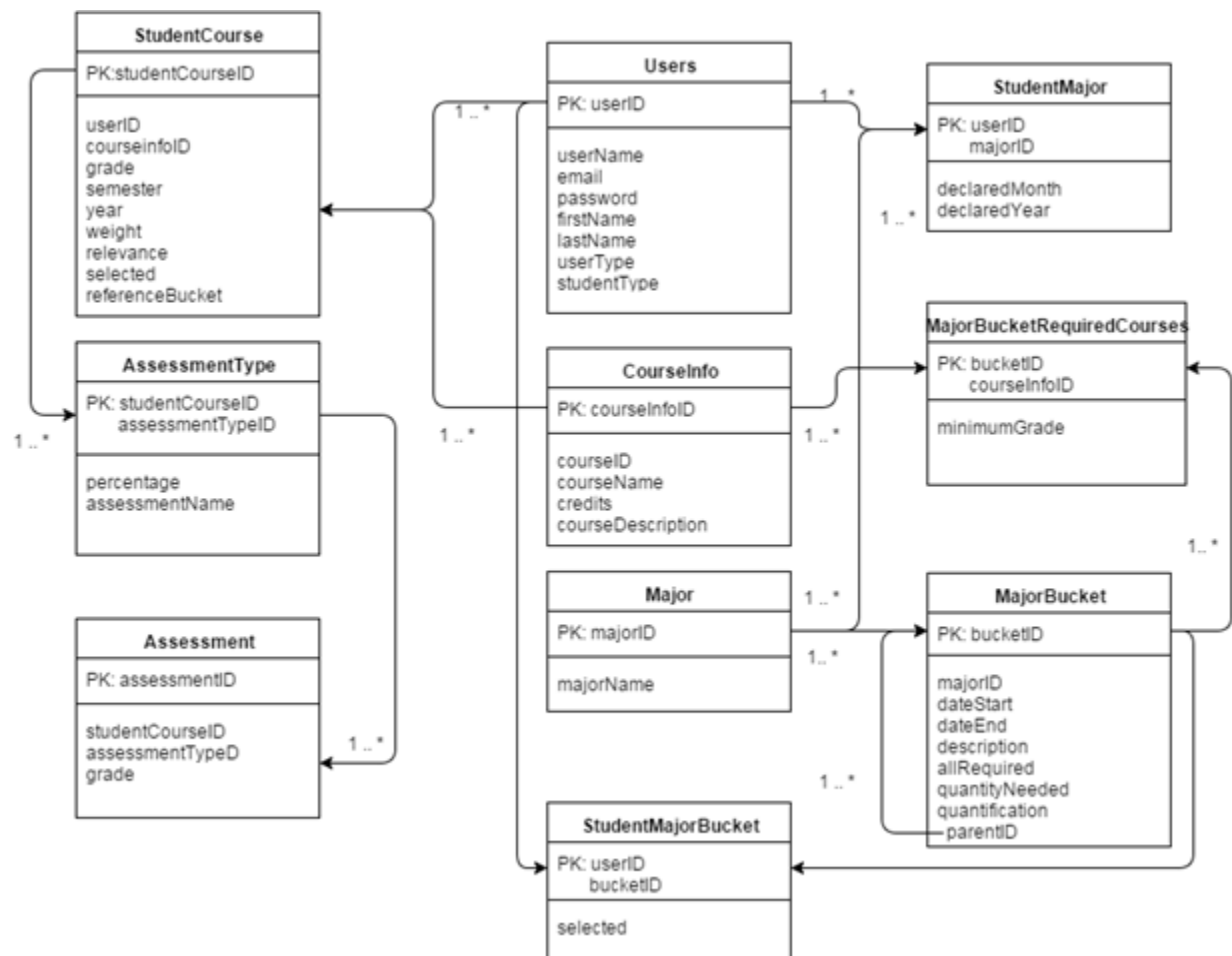 StudentCourse
PK:studentCourseID
userID
courseinfoID
grade
semester
year
weight
relevance
selected
referenceBucket
1 .. *
AssessmentType
PK: studentCourseID
assessmentTypeID
percentage
assessmentName
1 .. *
Assessment
PK: assessmentID
studentCourseID
assessmentTypeD
grade
1 .. *
Users
PK: userID
userName
email
password
firstName
lastName
userType
studentType
1 .. *
1 .. *
CourseInfo
PK: courseInfoID
courseID
courseName
credits
courseDescription
1 .. *
1 .. *
Major
PK: majorID
majorName
1 .. *
1.. *
StudentMajorBucket
PK: userID
bucketID
selected
StudentMajor
PK: userID
majorID
declaredMonth
declaredYear
1 .. *
MajorBucketRequiredCourses
PK: bucketID
courseInfoID
minimumGrade
1.. *
MajorBucket
PK: bucketID
majorID
dateStart
dateEnd
description
allRequired
quantityNeeded
quantification
parentID
1 .. *